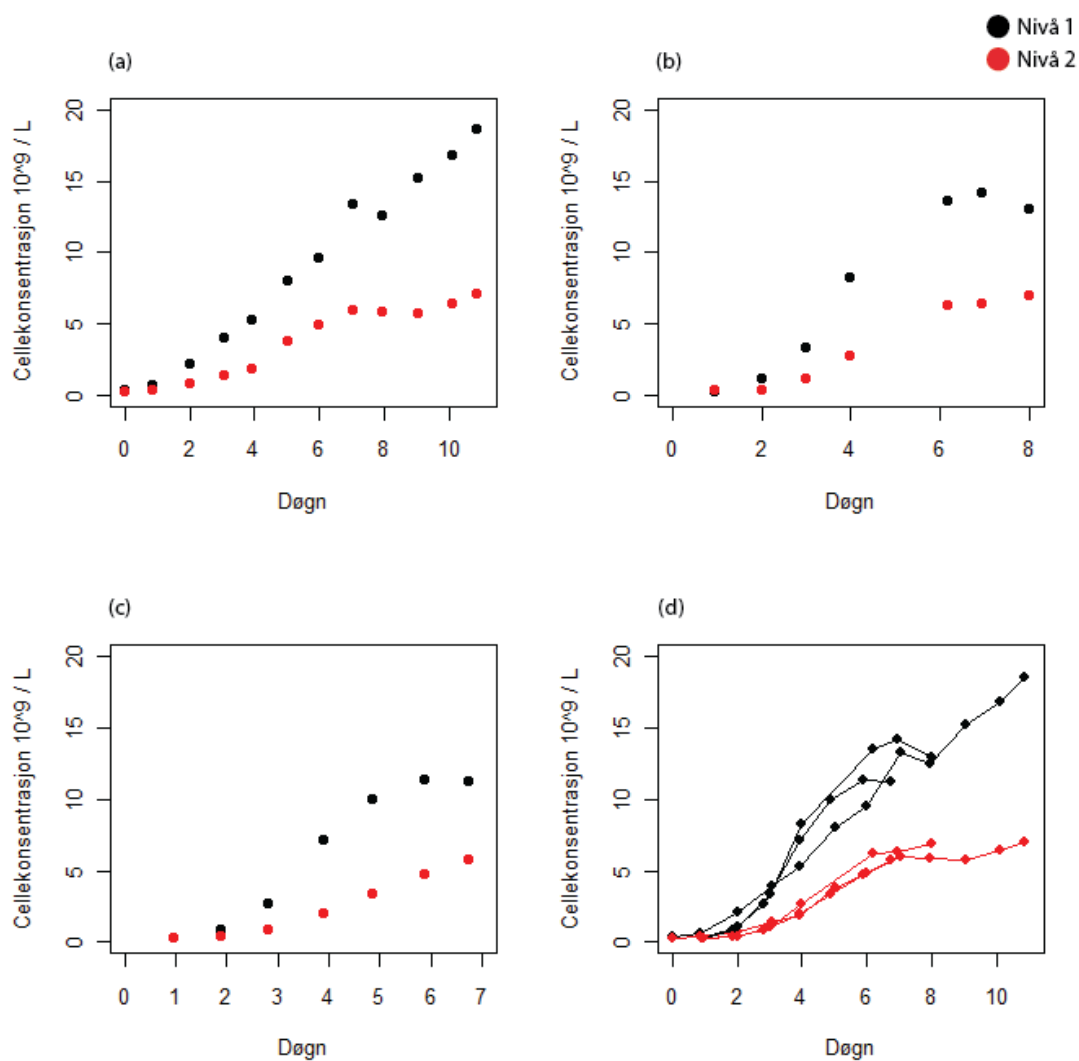 Nivå 1
Nivå 2
(a)
Cellekonsentrasjon 10^9 / L
0 5 10 15 20
0 2 4 6 8 10
Døgn
(b)
Cellekonsentrasjon 10^9 / L
0 5 10 15 20
0 2 4 6 8
Døgn
(c)
Cellekonsentrasjon 10^9 / L
0 5 10 15 20
0 1 2 3 4 5 6 7
Døgn
(d)
Cellekonsentrasjon 10^9 / L
0 5 10 15 20
0 2 4 6 8 10
Døgn